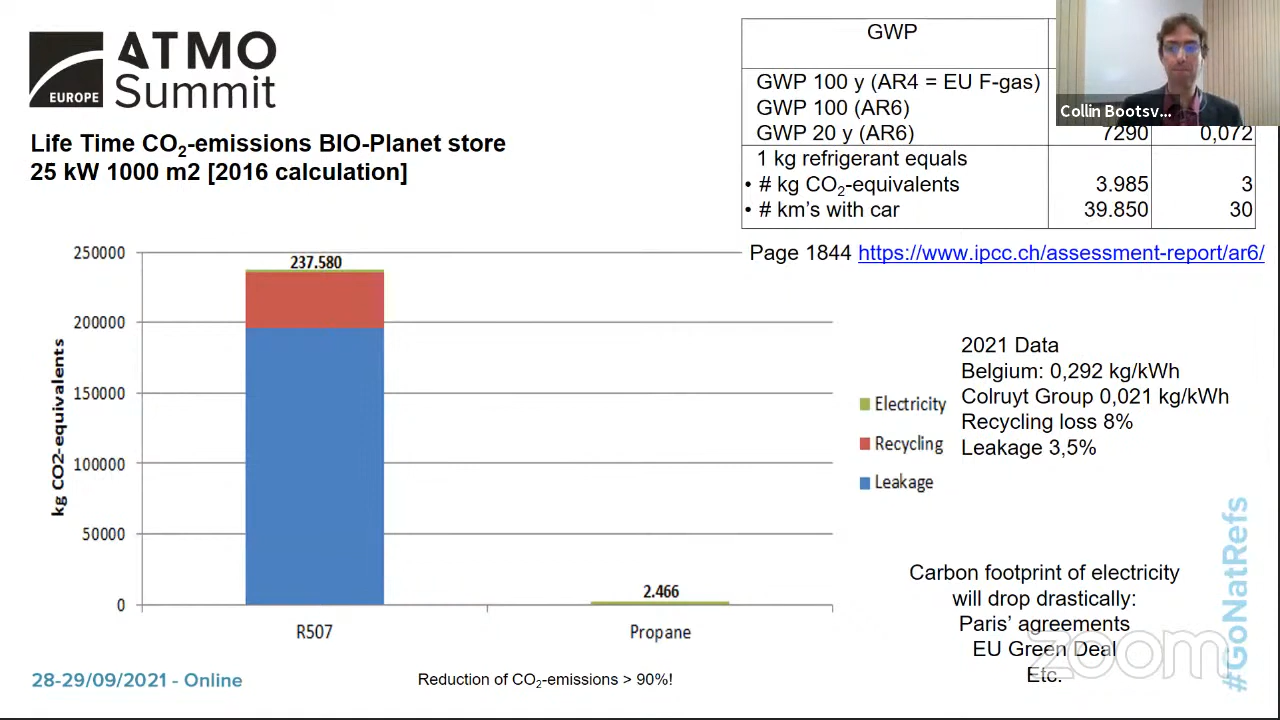 ATMO
EUROPE
Summit
Life Time CO₂-emissions BIO-Planet store
25 kW 1000 m2 [2016 calculation]
GWP
GWP 100 y (AR4 = EU F-gas)
GWP 100 (AR6)
GWP 20 y (AR6) 7290 0,072
1 kg refrigerant equals
• # kg CO₂-equivalents 3.985 3
• # km's with car 39.850 30
Collin Bootsv...
Page 1844 https://www.ipcc.ch/assessment-report/ar6/
kg CO2-equivalents
250000
200000
150000
100000
50000
0
237.580
2.466
R507
Propane
Electricity
Recycling
Leakage
2021 Data
Belgium: 0,292 kg/kWh
Colruyt Group 0,021 kg/kWh
Recycling loss 8%
Leakage 3,5%
Carbon footprint of electricity
will drop drastically:
Paris' agreements
EU Green Deal
Etc.
zoom
#GoNatRefs
28-29/09/2021 - Online
Reduction of CO₂-emissions > 90%!